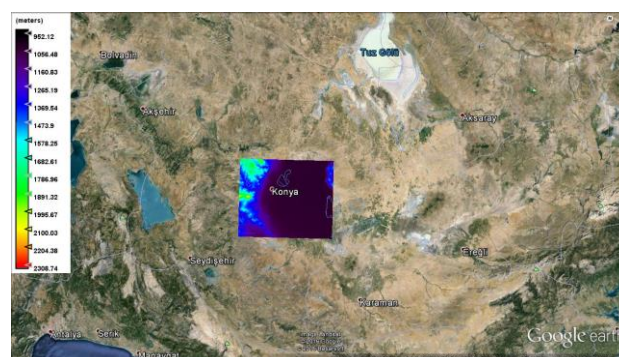 (meters)
952.12
1056.48
1160.83
1265.19
1369.54
1473.9
1578.25
1682.61
1786.96
1891.32
1995.67
2100.03
2204.38
2308.74
Bolvadin
Tuz Gölü
Akşehir
Aksaray
Konya
Seydişehir
Ereğli
Karaman
Antalya
Serik
Manavgat
Google earth